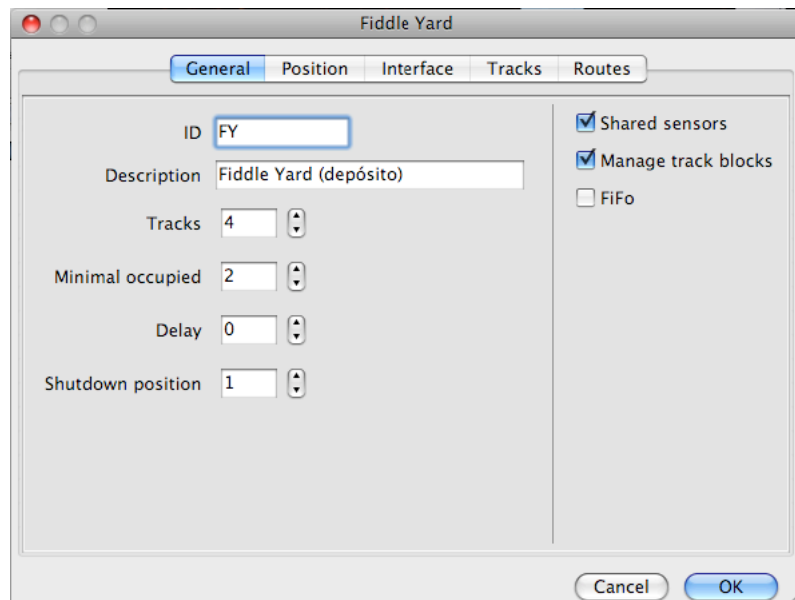 Fiddle Yard
General Position Interface Tracks Routes
ID FY
Description Fiddle Yard (depósito)
Tracks 4
Minimal occupied 2
Delay 0
Shutdown position 1
Shared sensors
Manage track blocks
FiFo
Cancel OK